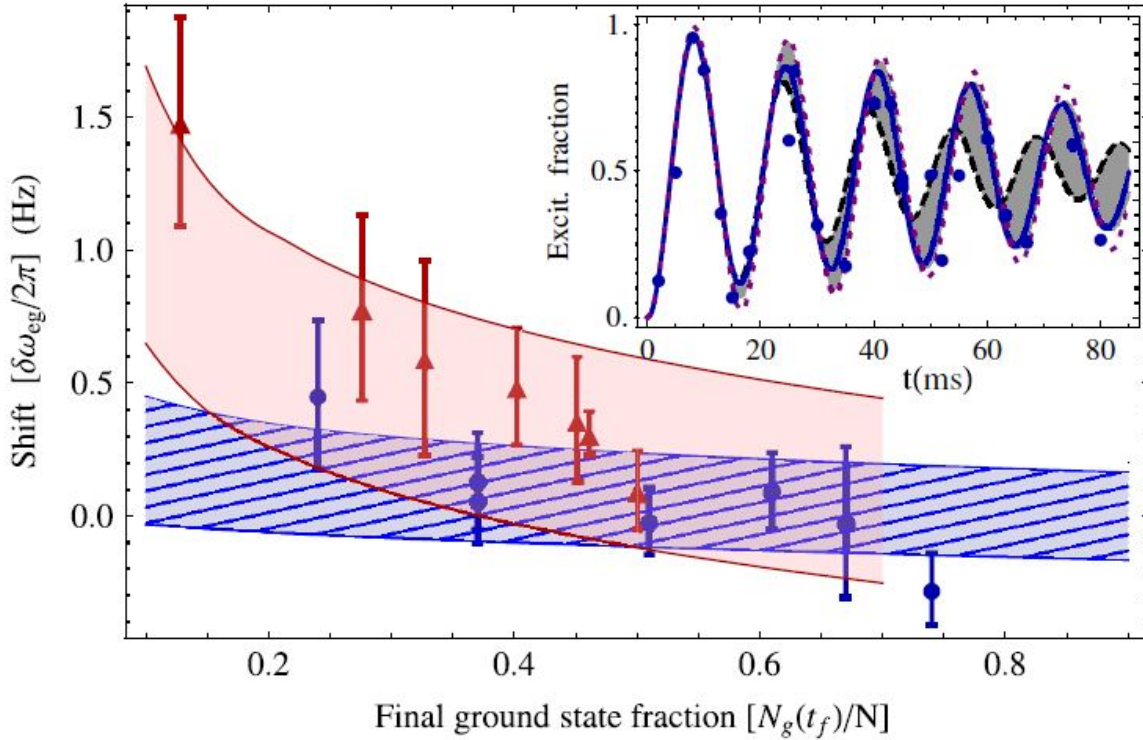 1.5
1.0
0.5
0.0
Shift [δω_eg/2π] (Hz)
0.2 0.4 0.6 0.8
Final ground state fraction [N_g(t_f)/N]
1.
0.5
0.
Excit. fraction
0 20 40 60 80
t(ms)